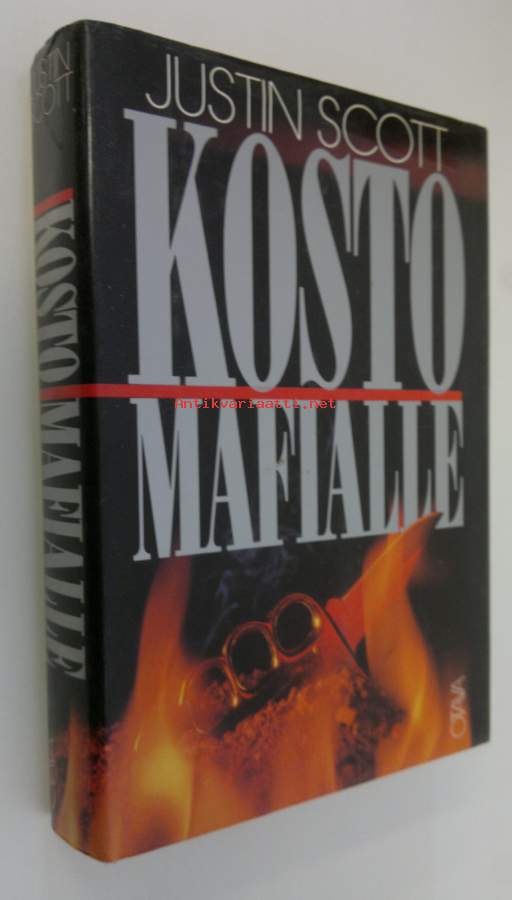 JUSTIN SCOTT
KOSTO
Antikvariaatti.net
MAFIALLE
OTAVA
JUSTIN
SCOTT
KOSTO MAFIALLE